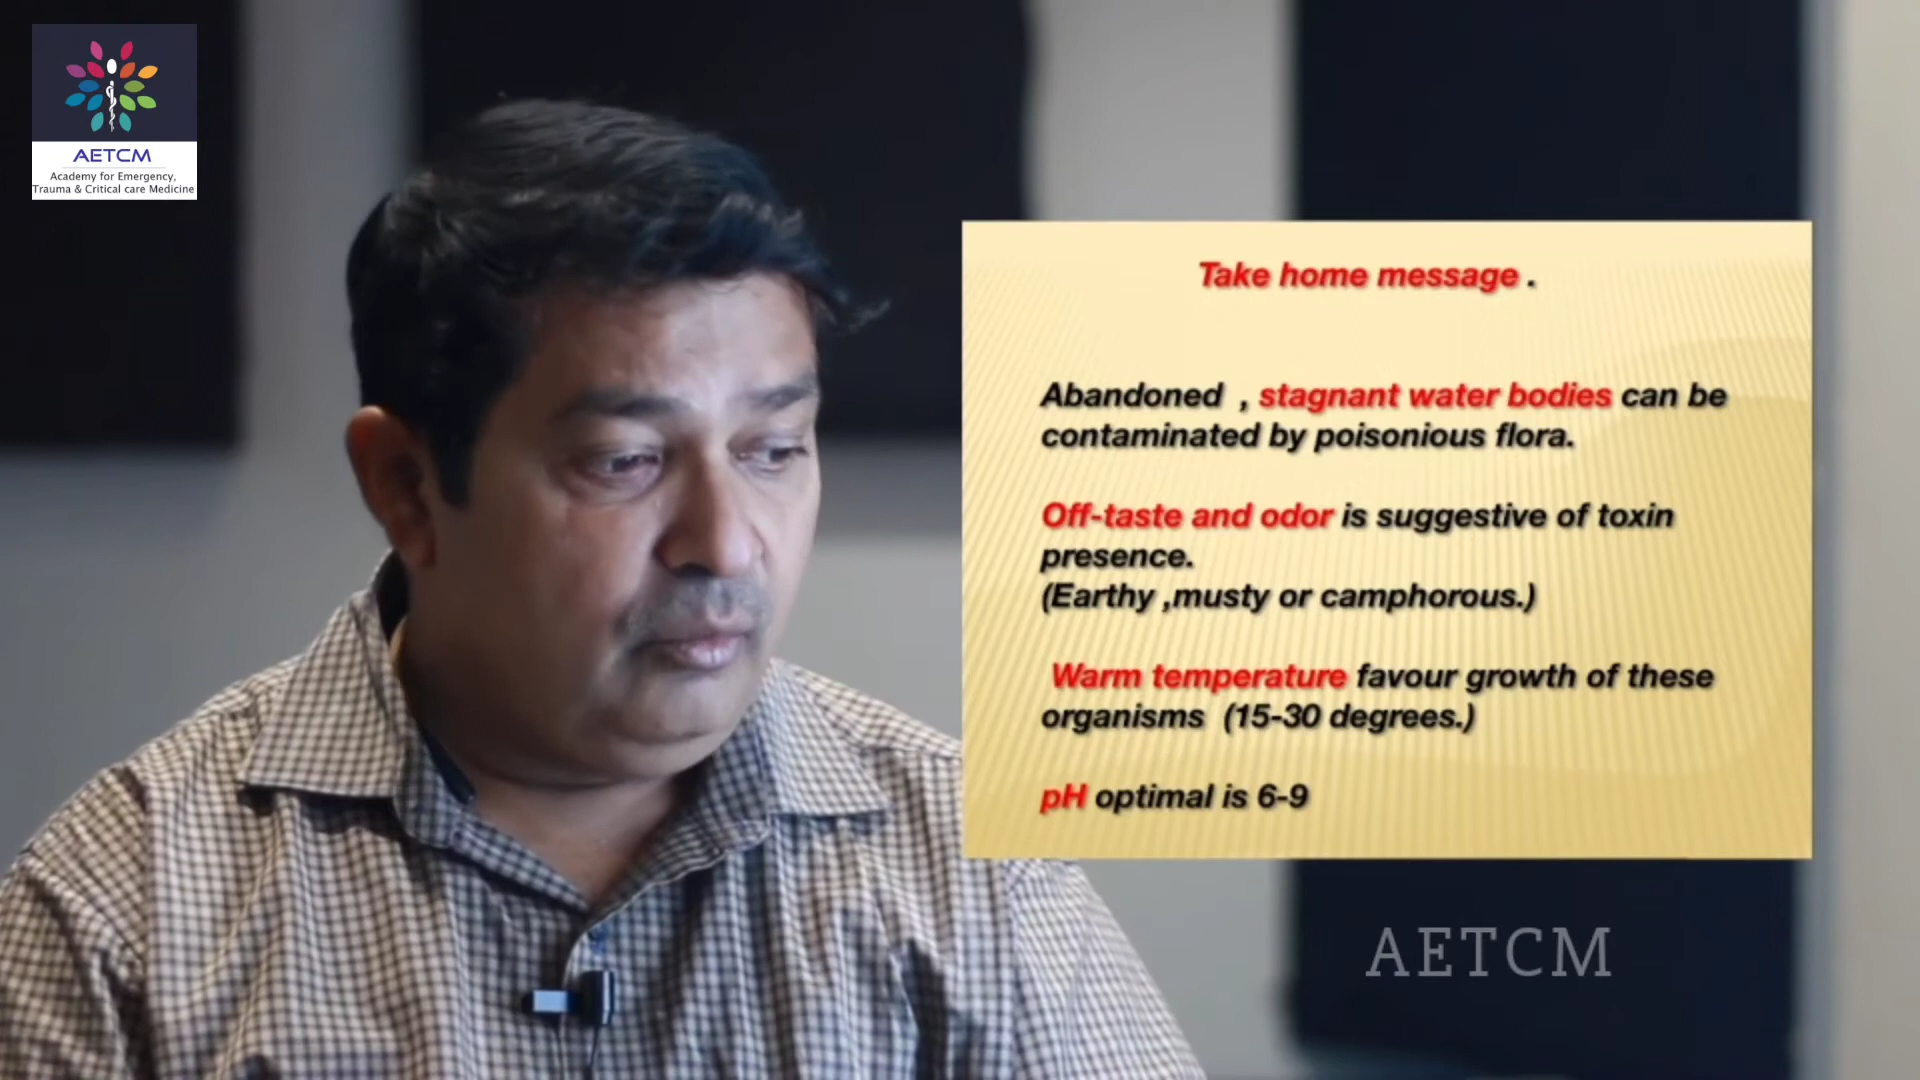 AETCM
Academy for Emergency,
Trauma & Critical care Medicine
Take home message .
Abandoned , stagnant water bodies can be
contaminated by poisonious flora.
Off-taste and odor is suggestive of toxin
presence.
(Earthy ,musty or camphorous.)
Warm temperature favour growth of these
organisms (15-30 degrees.)
pH optimal is 6-9
AETCM